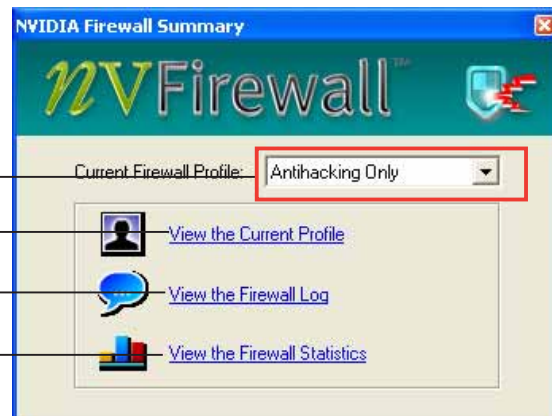 NVIDIA Firewall Summary
NVFirewall™
Current Firewall Profile: Antihacking Only
View the Current Profile
View the Firewall Log
View the Firewall Statistics